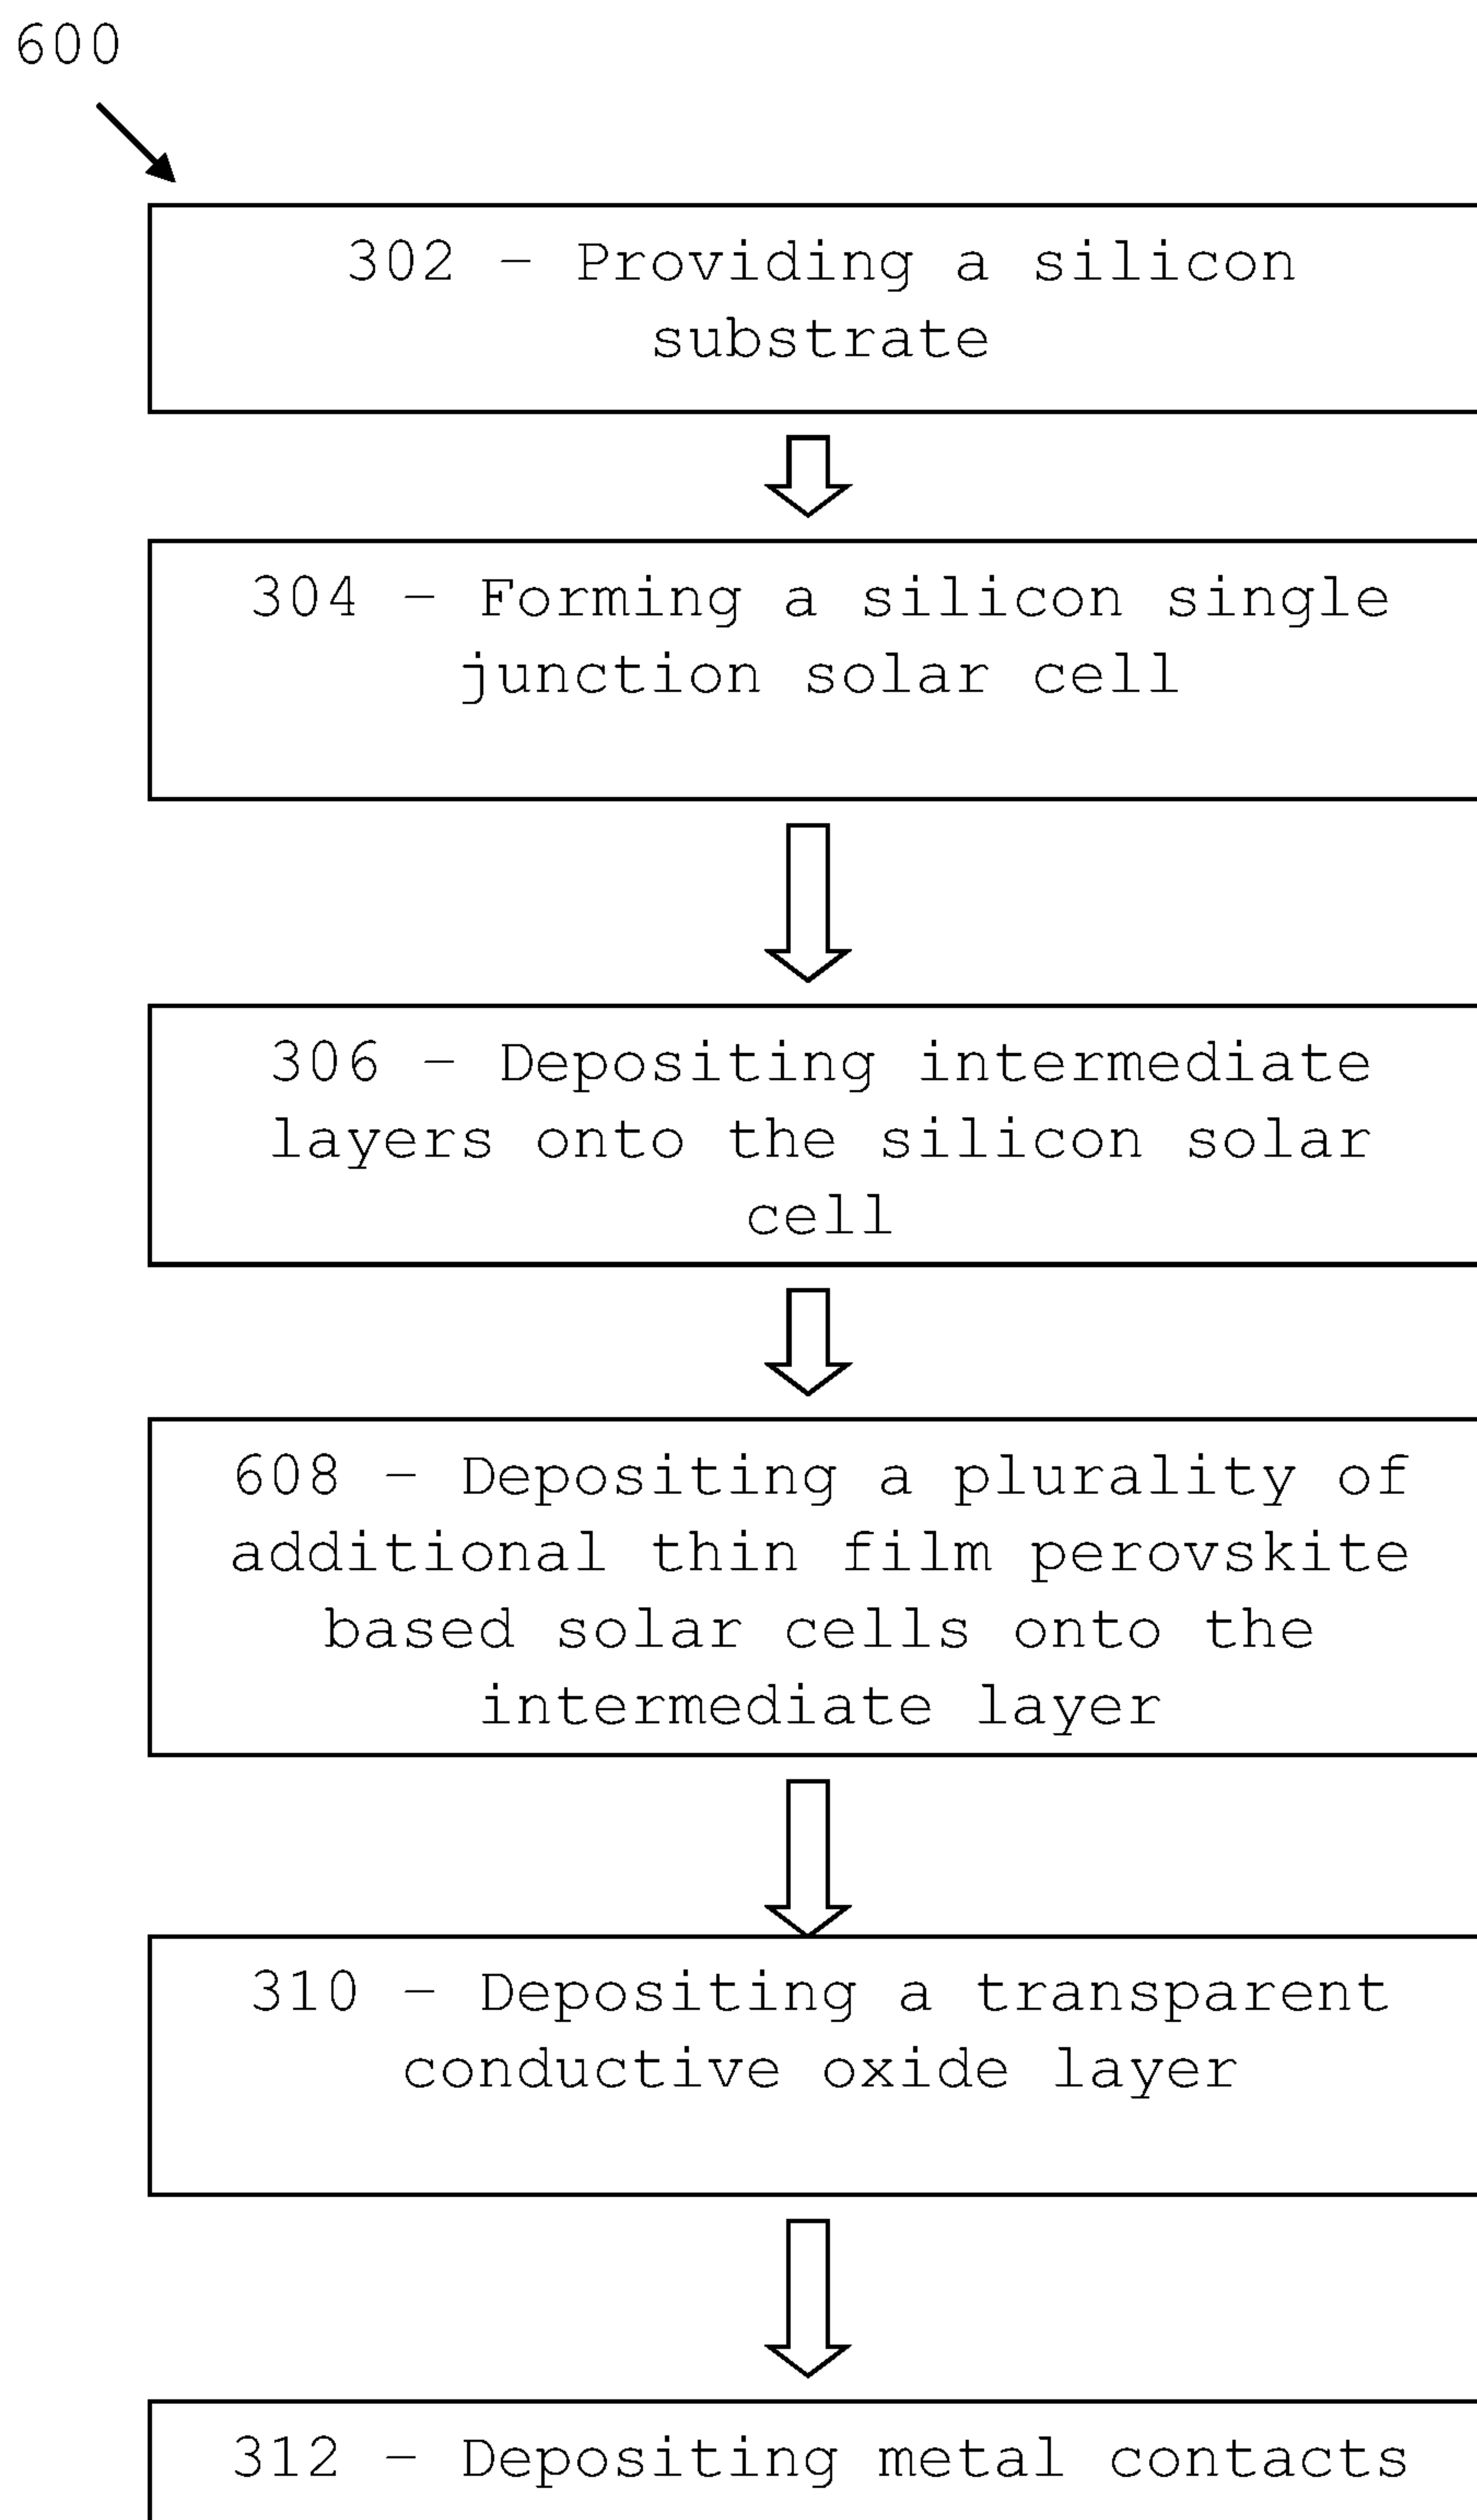 600
302 — Providing a silicon
substrate
304 — Forming a silicon single
junction solar cell
306 — Depositing intermediate
layers onto the silicon solar
cell
608 — Depositing a plurality of
additional thin film perovskite
based solar cells onto the
intermediate layer
310 — Depositing a transparent
conductive oxide layer
312 — Depositing metal contacts